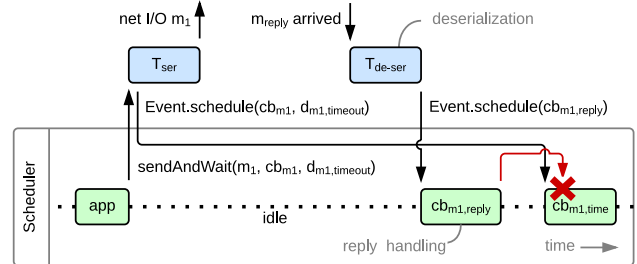 net I/O m1
mreply arrived
deserialization
Tser
Tde-ser
Event.schedule(cbm1, dm1,timeout)
Event.schedule(cbm1,reply)
sendAndWait(m1, cbm1, dm1,timeout)
Scheduler
app
idle
cbm1,reply
cbm1,time
reply handling
time